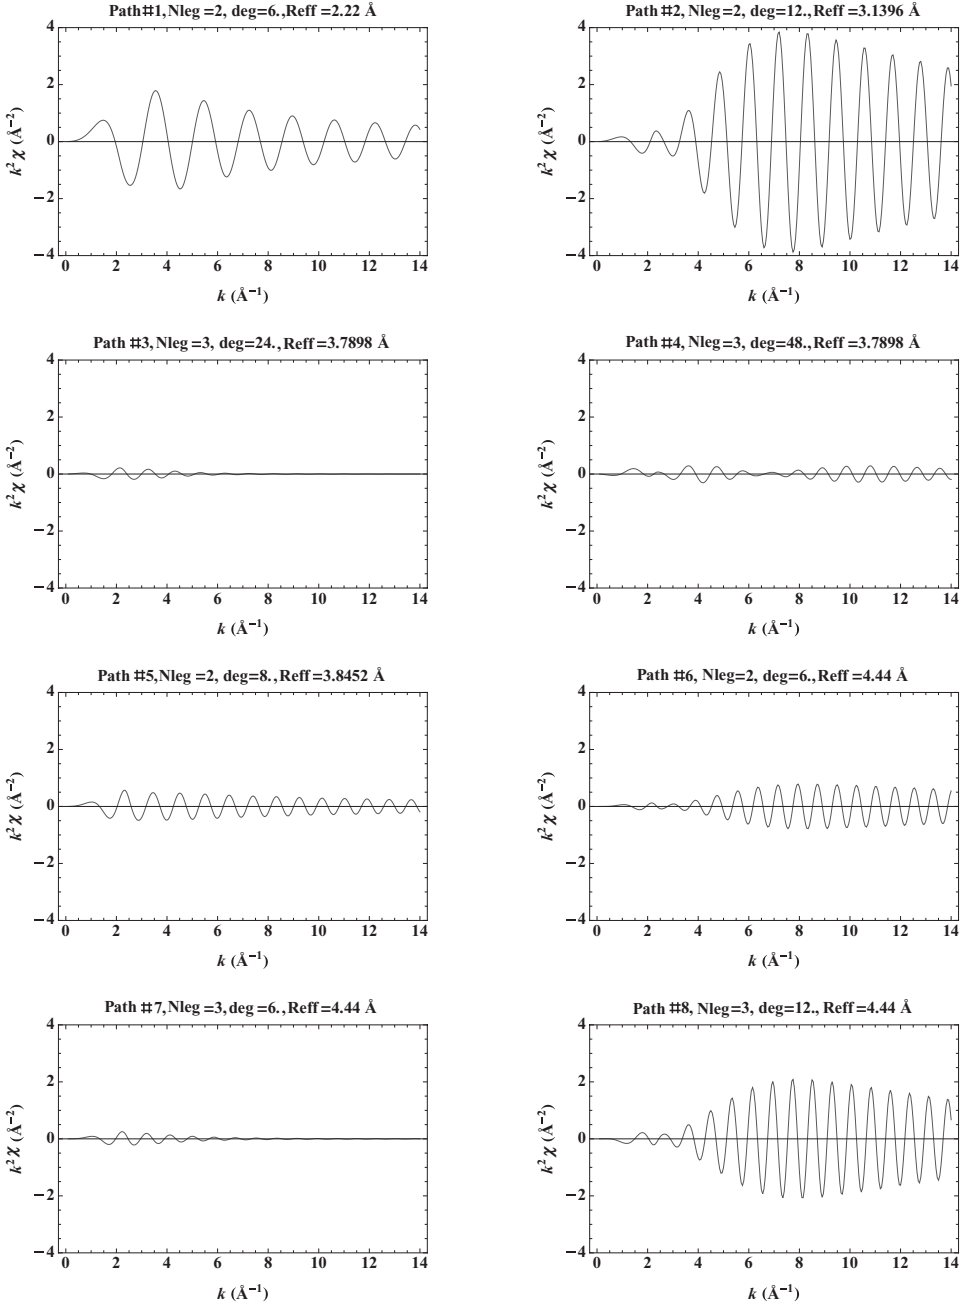 Path#1, Nleg=2, deg=6., Reff=2.22 Å
4
2
0
−2
−4
k²χ (Å⁻²)
0 2 4 6 8 10 12 14
k (Å⁻¹)
Path #2, Nleg=2, deg=12., Reff=3.1396 Å
4
2
0
−2
−4
k²χ (Å⁻²)
0 2 4 6 8 10 12 14
k (Å⁻¹)
Path #3, Nleg=3, deg=24., Reff=3.7898 Å
4
2
0
−2
−4
k²χ (Å⁻²)
0 2 4 6 8 10 12 14
k (Å⁻¹)
Path #4, Nleg=3, deg=48., Reff=3.7898 Å
4
2
0
−2
−4
k²χ (Å⁻²)
0 2 4 6 8 10 12 14
k (Å⁻¹)
Path #5, Nleg=2, deg=8., Reff=3.8452 Å
4
2
0
−2
−4
k²χ (Å⁻²)
0 2 4 6 8 10 12 14
k (Å⁻¹)
Path #6, Nleg=2, deg=6., Reff=4.44 Å
4
2
0
−2
−4
k²χ (Å⁻²)
0 2 4 6 8 10 12 14
k (Å⁻¹)
Path #7, Nleg=3, deg=6., Reff=4.44 Å
4
2
0
−2
−4
k²χ (Å⁻²)
0 2 4 6 8 10 12 14
k (Å⁻¹)
Path #8, Nleg=3, deg=12., Reff=4.44 Å
4
2
0
−2
−4
k²χ (Å⁻²)
0 2 4 6 8 10 12 14
k (Å⁻¹)